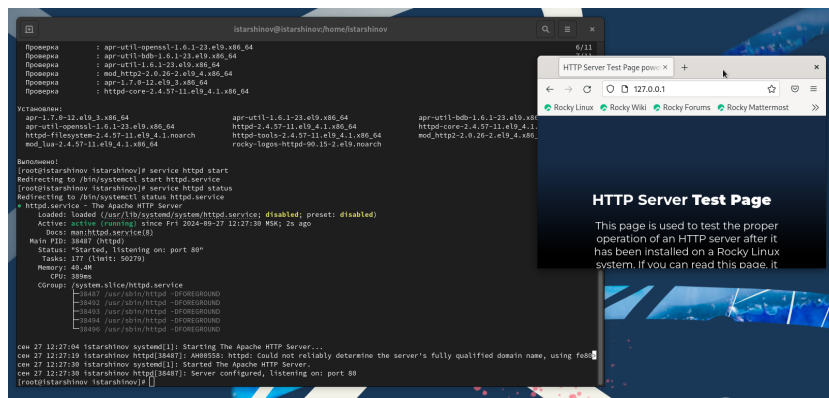 istarshinov@istarshinov:/home/istarshinov
Проверка : apr-util-openssl-1.6.1-23.el9.x86_64 6/11
Проверка : apr-util-bdb-1.6.1-23.el9.x86_64 7/11
Проверка : apr-util-1.6.1-23.el9.x86_64
Проверка : mod_http2-2.0.26-2.el9_4.x86_64
Проверка : apr-1.7.0-12.el9_3.x86_64
Проверка : httpd-core-2.4.57-11.el9_4.1.x86_64
Установлен:
apr-1.7.0-12.el9_3.x86_64 apr-util-1.6.1-23.el9.x86_64 apr-util-bdb-1.6.1-23.el9.x86
apr-util-openssl-1.6.1-23.el9.x86_64 httpd-2.4.57-11.el9_4.1.x86_64 httpd-core-2.4.57-11.el9_4.1.
httpd-filesystem-2.4.57-11.el9_4.1.noarch httpd-tools-2.4.57-11.el9_4.1.x86_64 mod_http2-2.0.26-2.el9_4.x86
mod_lua-2.4.57-11.el9_4.1.x86_64 rocky-logos-httpd-90.15-2.el9.noarch
Выполнено!
[root@istarshinov istarshinov]# service httpd start
Redirecting to /bin/systemctl start httpd.service
[root@istarshinov istarshinov]# service httpd status
Redirecting to /bin/systemctl status httpd.service
● httpd.service - The Apache HTTP Server
Loaded: loaded (/usr/lib/systemd/system/httpd.service; disabled; preset: disabled)
Active: active (running) since Fri 2024-09-27 12:27:30 MSK; 2s ago
Docs: man:httpd.service(8)
Main PID: 38487 (httpd)
Status: "Started, listening on: port 80"
Tasks: 177 (limit: 50279)
Memory: 40.4M
CPU: 389ms
CGroup: /system.slice/httpd.service
├─38487 /usr/sbin/httpd -DFOREGROUND
├─38492 /usr/sbin/httpd -DFOREGROUND
├─38493 /usr/sbin/httpd -DFOREGROUND
├─38494 /usr/sbin/httpd -DFOREGROUND
└─38496 /usr/sbin/httpd -DFOREGROUND
сен 27 12:27:04 istarshinov systemd[1]: Starting The Apache HTTP Server...
сен 27 12:27:19 istarshinov httpd[38487]: AH00558: httpd: Could not reliably determine the server's fully qualified domain name, using fe80>
сен 27 12:27:30 istarshinov systemd[1]: Started The Apache HTTP Server.
сен 27 12:27:30 istarshinov httpd[38487]: Server configured, listening on: port 80
[root@istarshinov istarshinov]#
HTTP Server Test Page powe
127.0.0.1
Rocky Linux Rocky Wiki Rocky Forums Rocky Mattermost
HTTP Server Test Page
This page is used to test the proper
operation of an HTTP server after it
has been installed on a Rocky Linux
system. If you can read this page, it